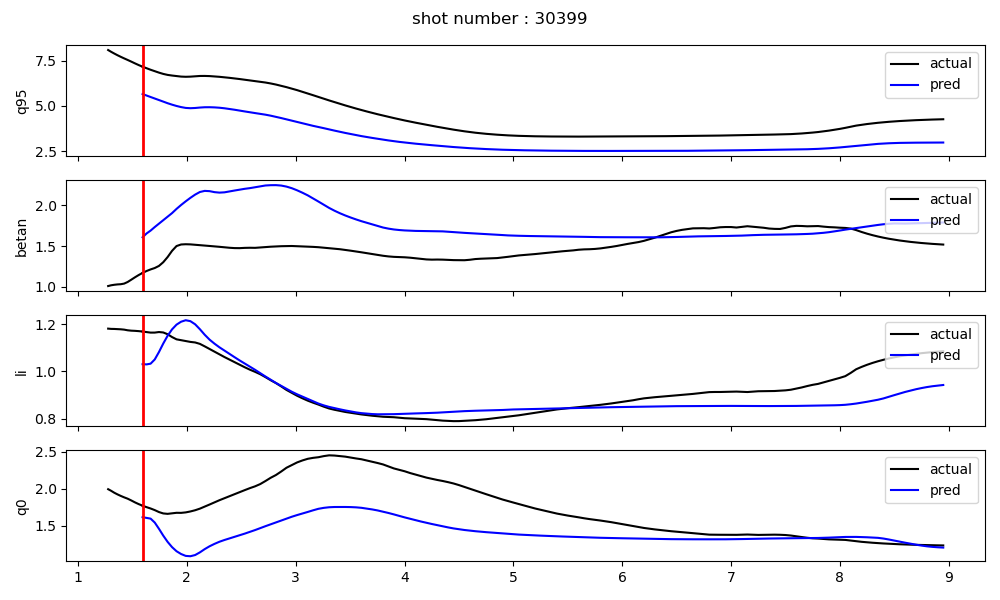 shot number : 30399
7.5
5.0
2.5
q95
actual
pred
2.0
1.5
1.0
betan
actual
pred
1.2
1.0
0.8
li
actual
pred
2.5
2.0
1.5
q0
actual
pred
1 2 3 4 5 6 7 8 9